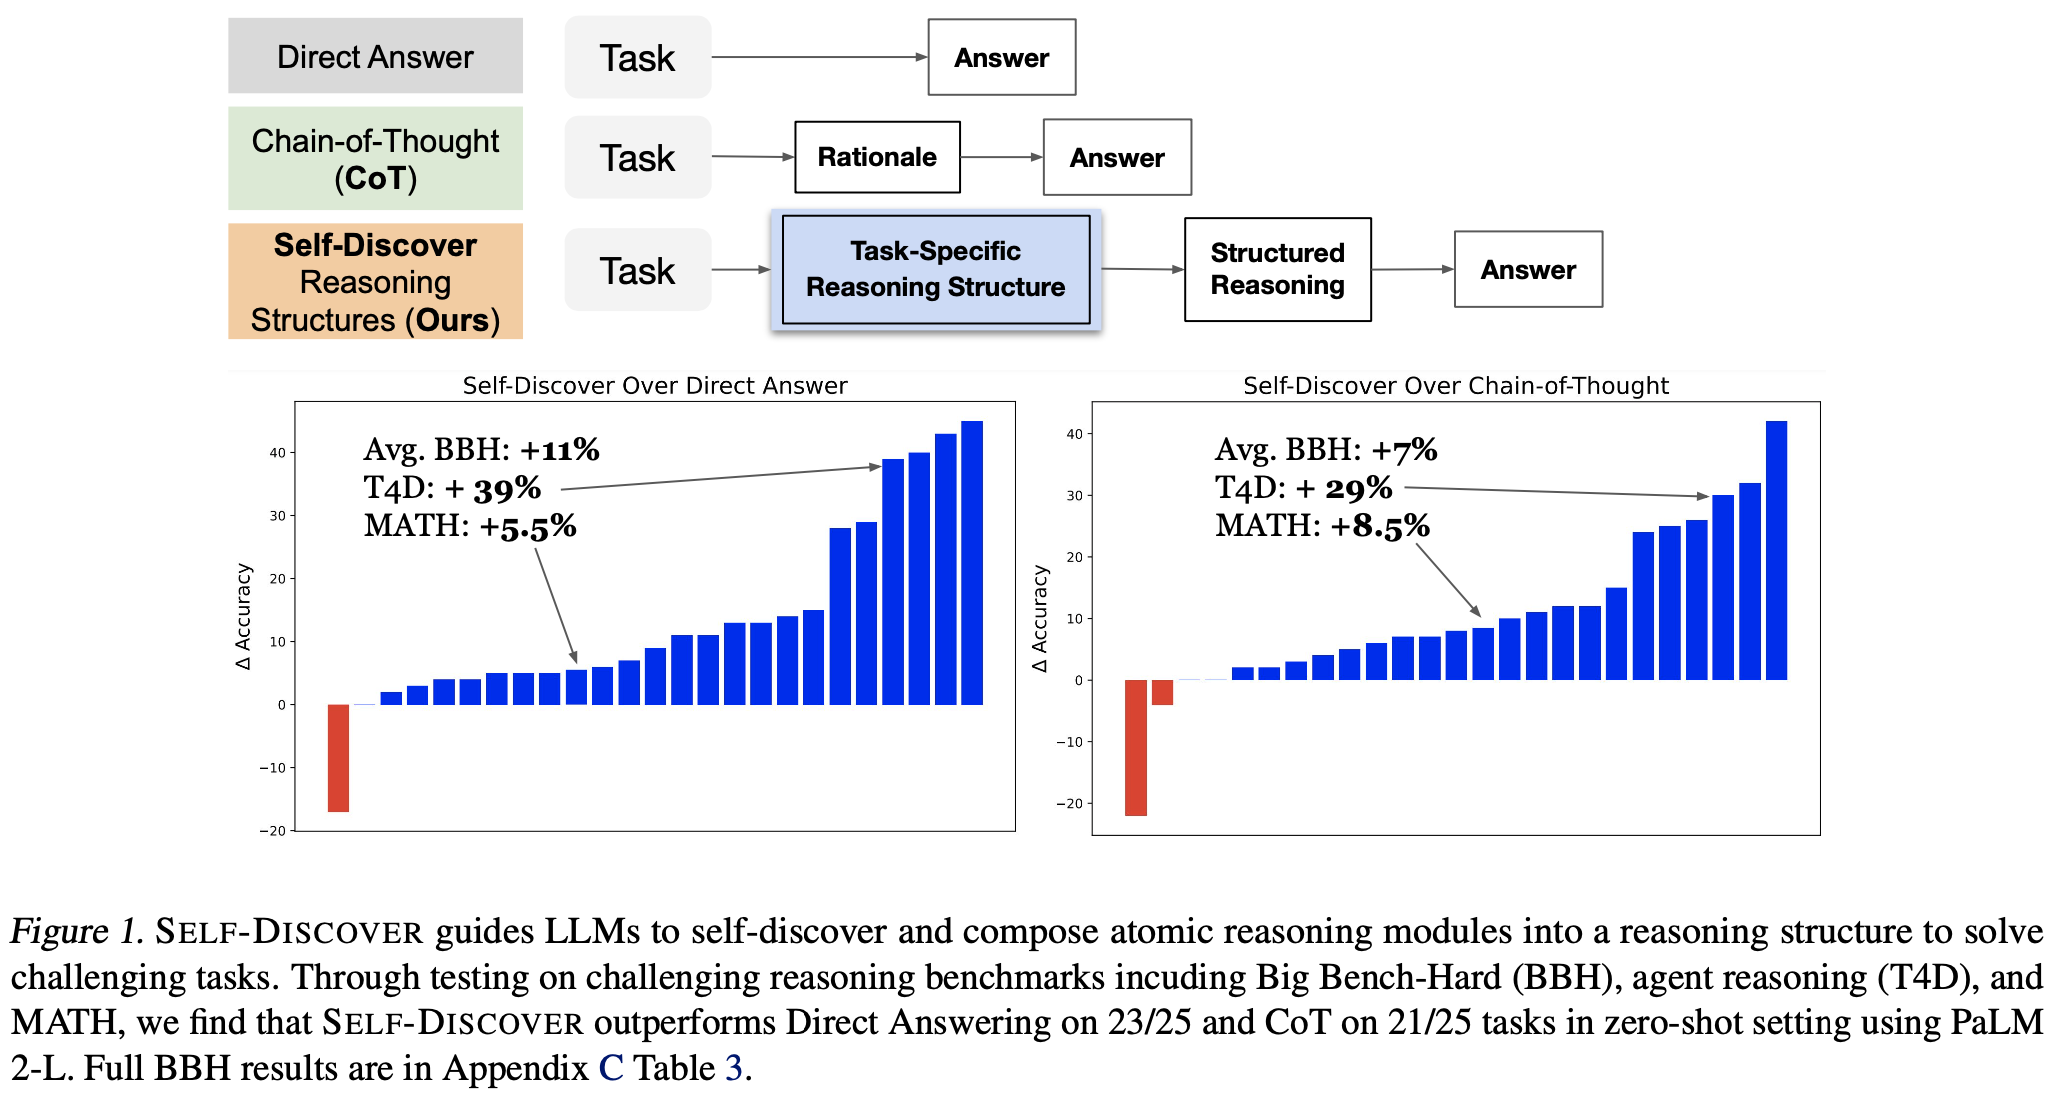 Direct Answer
Task
Answer
Chain-of-Thought
(CoT)
Task
Rationale
Answer
Self-Discover
Reasoning
Structures (Ours)
Task
Task-Specific
Reasoning Structure
Structured
Reasoning
Answer
Self-Discover Over Direct Answer
Avg. BBH: +11%
T4D: + 39%
MATH: +5.5%
Δ Accuracy
40
30
20
10
0
−10
−20
Self-Discover Over Chain-of-Thought
Avg. BBH: +7%
T4D: + 29%
MATH: +8.5%
Δ Accuracy
40
30
20
10
0
−10
−20
Figure 1. SELF-DISCOVER guides LLMs to self-discover and compose atomic reasoning modules into a reasoning structure to solve
challenging tasks. Through testing on challenging reasoning benchmarks incuding Big Bench-Hard (BBH), agent reasoning (T4D), and
MATH, we find that SELF-DISCOVER outperforms Direct Answering on 23/25 and CoT on 21/25 tasks in zero-shot setting using PaLM
2-L. Full BBH results are in Appendix C Table 3.